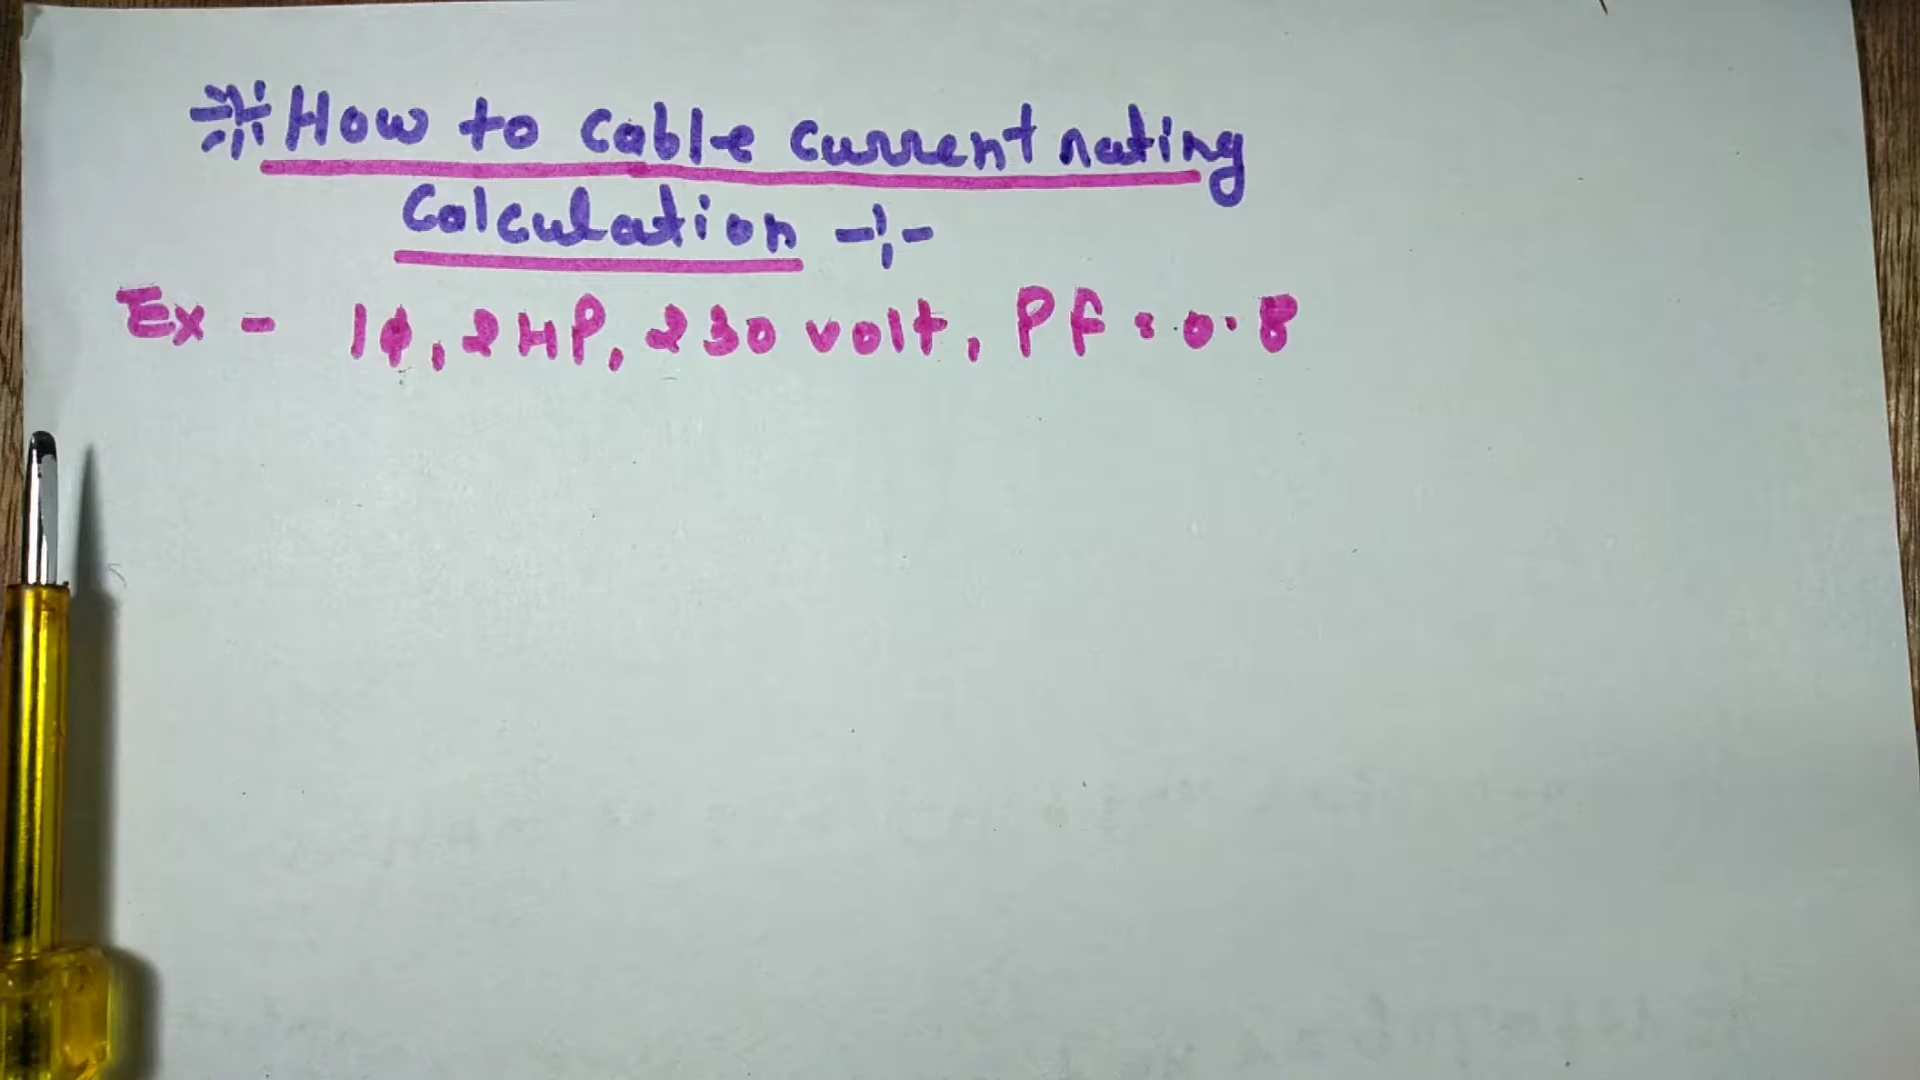 How to cable current rating
Calculation
Ex - 1ϕ, 2HP, 230 volt, PF = 0.8